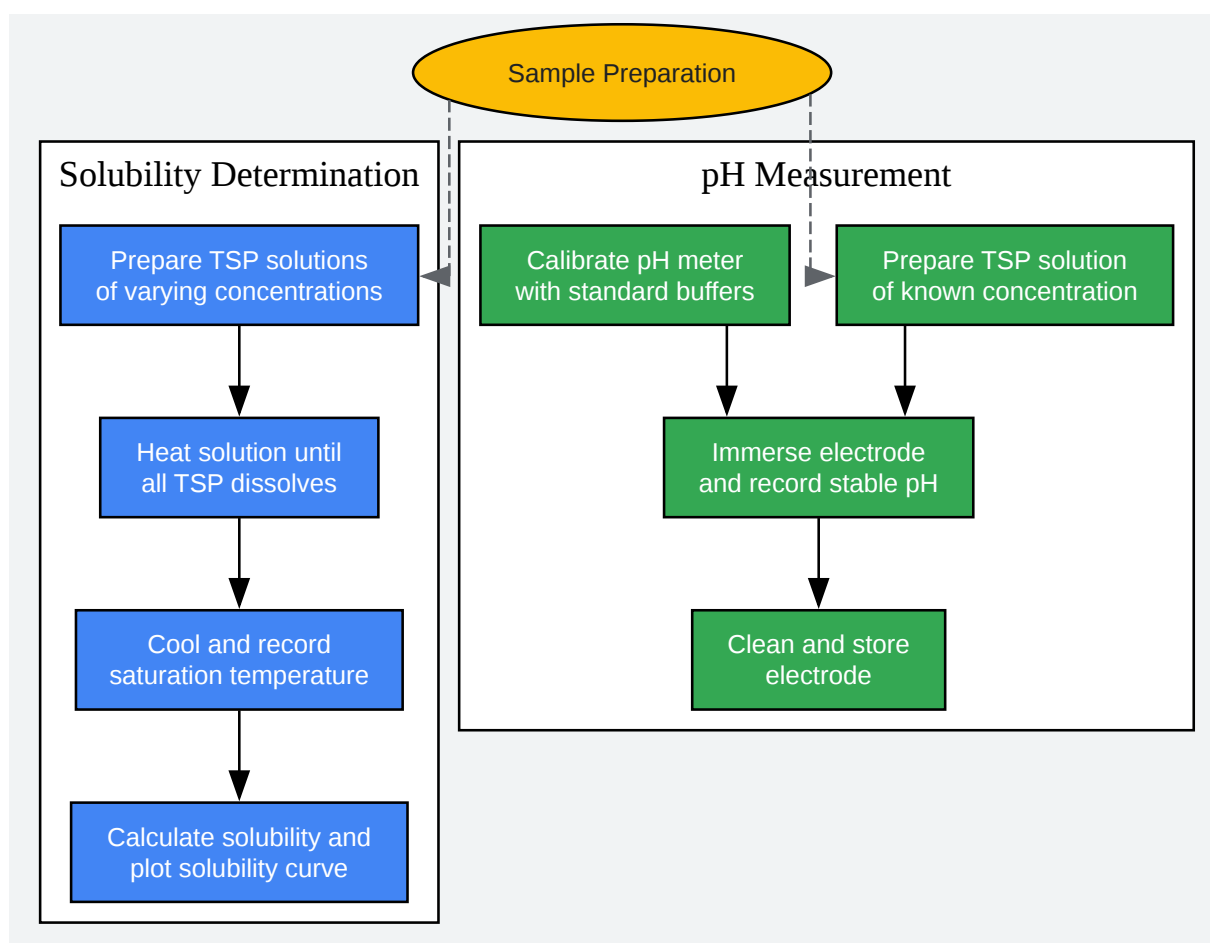 Sample Preparation
Solubility Determination
Prepare TSP solutions
of varying concentrations
Heat solution until
all TSP dissolves
Cool and record
saturation temperature
Calculate solubility and
plot solubility curve
pH Measurement
Calibrate pH meter
with standard buffers
Prepare TSP solution
of known concentration
Immerse electrode
and record stable pH
Clean and store
electrode